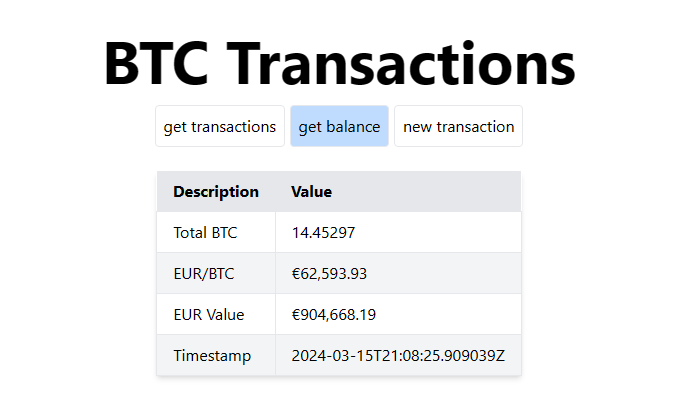 BTC Transactions
get transactions get balance new transaction
Description Value
Total BTC 14.45297
EUR/BTC €62,593.93
EUR Value €904,668.19
Timestamp 2024-03-15T21:08:25.909039Z